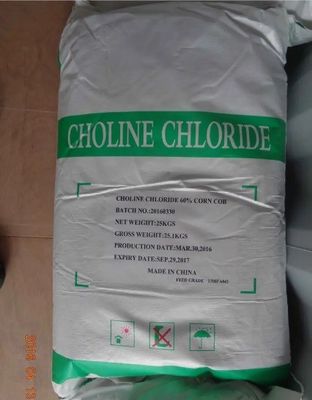 CHOLINE CHLORIDE
CHOLINE CHLORIDE 60% CORN COB
BATCH NO.:20160330
NET WEIGHT:25KGS
GROSS WEIGHT:25.1KGS
PRODUCTION DATE:MAR.30,2016
EXPIRY DATE:SEP.29,2017
MADE IN CHINA
FEED GRADE